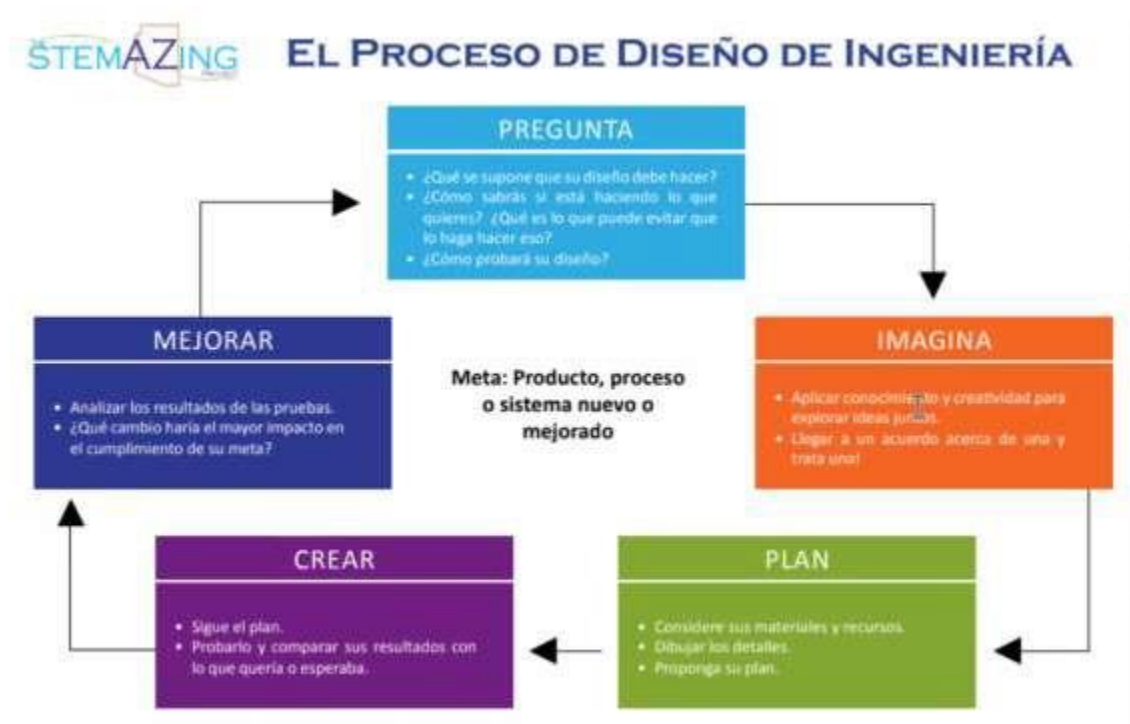 STEMAZING
EL PROCESO DE DISEÑO DE INGENIERÍA
PREGUNTA
• ¿Qué se supone que su diseño debe hacer?
• ¿Cómo sabrás si está haciendo lo que
quieres? ¿Qué es lo que puede evitar que
lo haga hacer eso?
• ¿Cómo probará su diseño?
IMAGINA
• Aplicar conocimiento y creatividad para
explorar ideas juntos.
• Llegar a un acuerdo acerca de una y
trata una!
PLAN
• Considere sus materiales y recursos.
• Dibujar los detalles.
• Proponga su plan.
CREAR
• Sigue el plan.
• Probarlo y comparar sus resultados con
lo que quería o esperaba.
MEJORAR
• Analizar los resultados de las pruebas.
• ¿Qué cambio haría el mayor impacto en
el cumplimiento de su meta?
Meta: Producto, proceso
o sistema nuevo o
mejorado